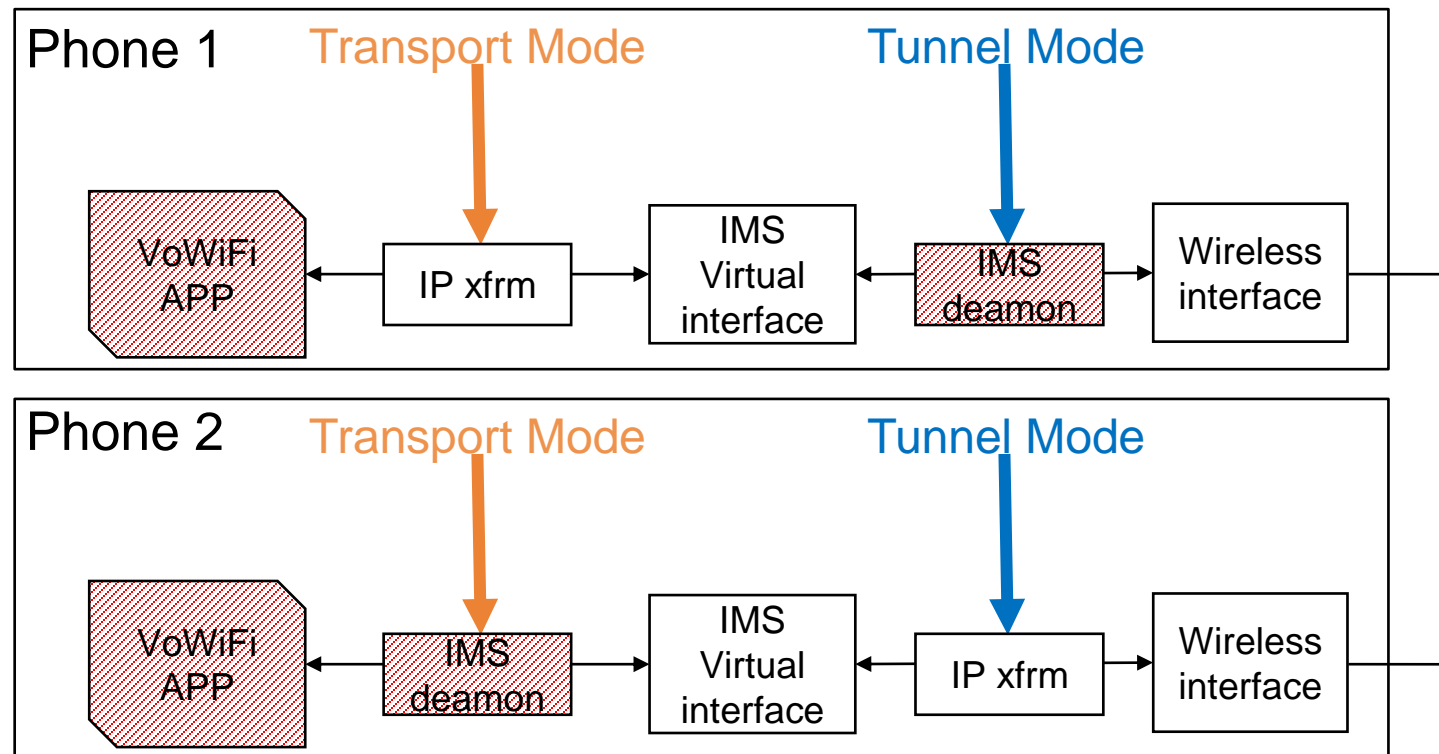 Phone 1
Transport Mode
Tunnel Mode
VoWiFi
APP
IP xfrm
IMS
Virtual
interface
IMS
deamon
Wireless
interface
Phone 2
Transport Mode
Tunnel Mode
VoWiFi
APP
IMS
deamon
IMS
Virtual
interface
IP xfrm
Wireless
interface